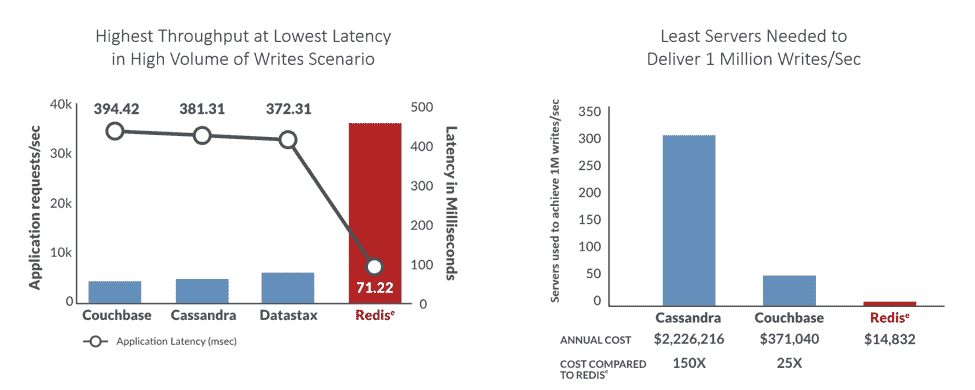 Highest Throughput at Lowest Latency
in High Volume of Writes Scenario
Application requests/sec
40k
30k
20k
10k
0
394.42
381.31
372.31
71.22
500
400
300
200
100
0
Latency in Milliseconds
Couchbase Cassandra Datastax Redisᵉ
Application Latency (msec)
Least Servers Needed to
Deliver 1 Million Writes/Sec
Servers used to achieve 1M writes/sec
350
300
250
200
150
100
50
0
Cassandra Couchbase Redisᵉ
ANNUAL COST $2,226,216 $371,040 $14,832
COST COMPARED 150X 25X
TO REDISᵉ